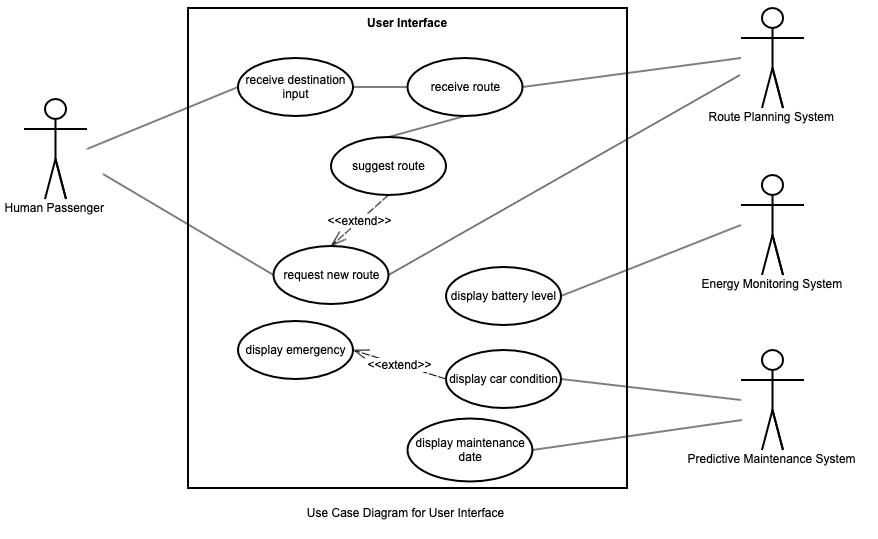 User Interface
receive destination
input
receive route
Route Planning System
suggest route
Human Passenger
<<extend>>
request new route
Energy Monitoring System
display battery level
display emergency
<<extend>>
display car condition
display maintenance
date
Predictive Maintenance System
Use Case Diagram for User Interface